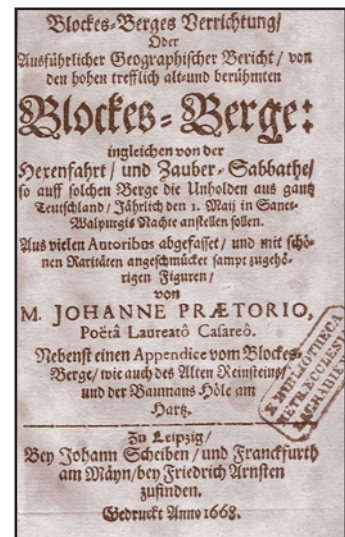 Blockes-Berges Verrichtung/
Oder
Ausführlicher Geographischer Bericht/ von
den hohen trefflich alt-und berühmten
Blockes-Berge:
ingleichen von der
Hexenfahrt/ und Zauber-Sabbathe/
so auff solchen Berge die Unholden aus gantz
Teutschland/ Jährlich den 1. Maij in Sanct-
Walpurgis Nachte anstellen sollen.
Aus vielen Autoribus abgefasset/ und mit schö-
nen Raritäten angeschmücket sampt zugehö-
rigen Figuren/
von
M. JOHANNE PRÆTORIO,
Poëtâ Laureatô Cæsareô.
Nebenst einen Appendice vom Blockes-
Berge/ wie auch des Alten Reinsteins/
und der Baumans Höle am
Hartz.
Zu Leipzig/
Bey Johann Scheiben/ und Franckfurth
am Mäyn/ bey Friedrich Arnsten
zufinden.
Gedruckt Anno 1668.
BIBLIOTHECA